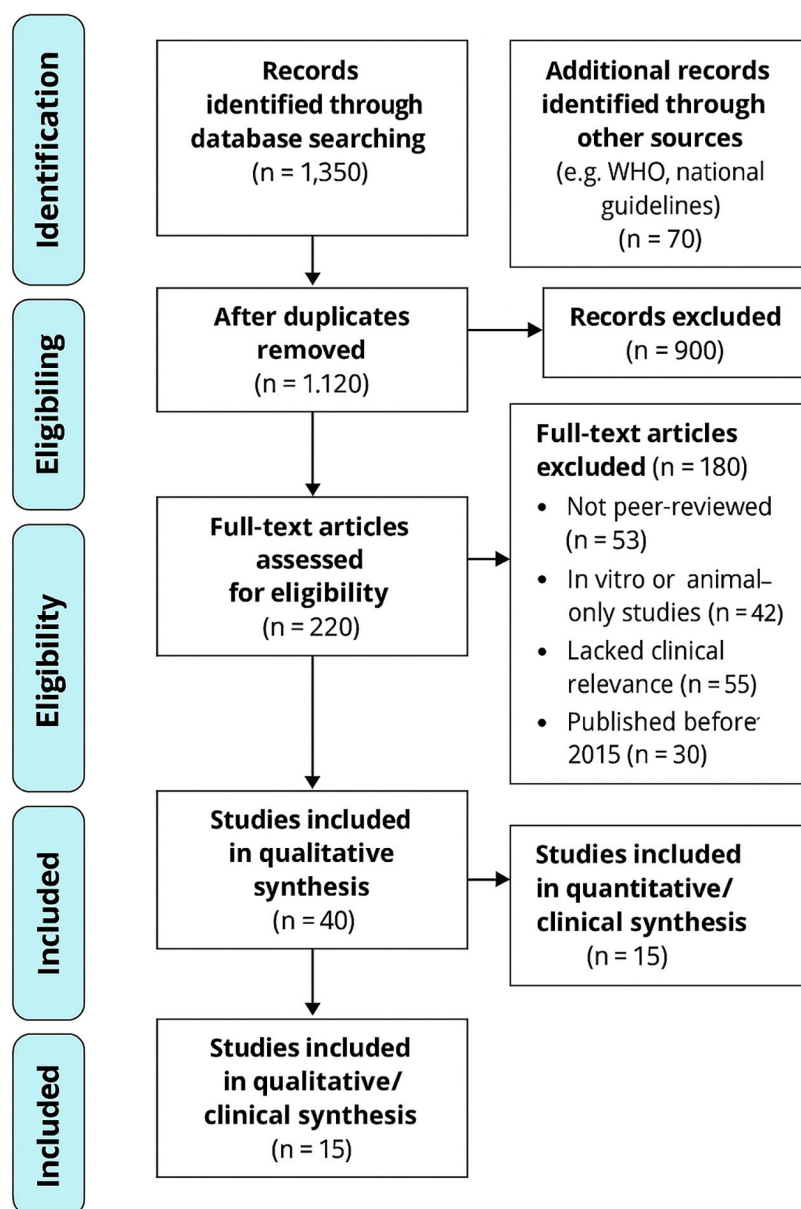 Identification
Records
identified through
database searching
(n = 1,350)
Additional records
identified through
other sources
(e.g. WHO, national
guidelines)
(n = 70)
Eligibiling
After duplicates
removed
(n = 1.120)
Records excluded
(n = 900)
Eligibility
Full-text articles
assessed
for eligibility
(n = 220)
Full-text articles
excluded (n = 180)
• Not peer-reviewed
(n = 53)
• In vitro or animal–
only studies (n = 42)
• Lacked clinical
relevance (n = 55)
• Published before
2015 (n = 30)
Included
Studies included
in qualitative
synthesis
(n = 40)
Studies included
in quantitative/
clinical synthesis
(n = 15)
Included
Studies included
in qualitative/
clinical synthesis
(n = 15)